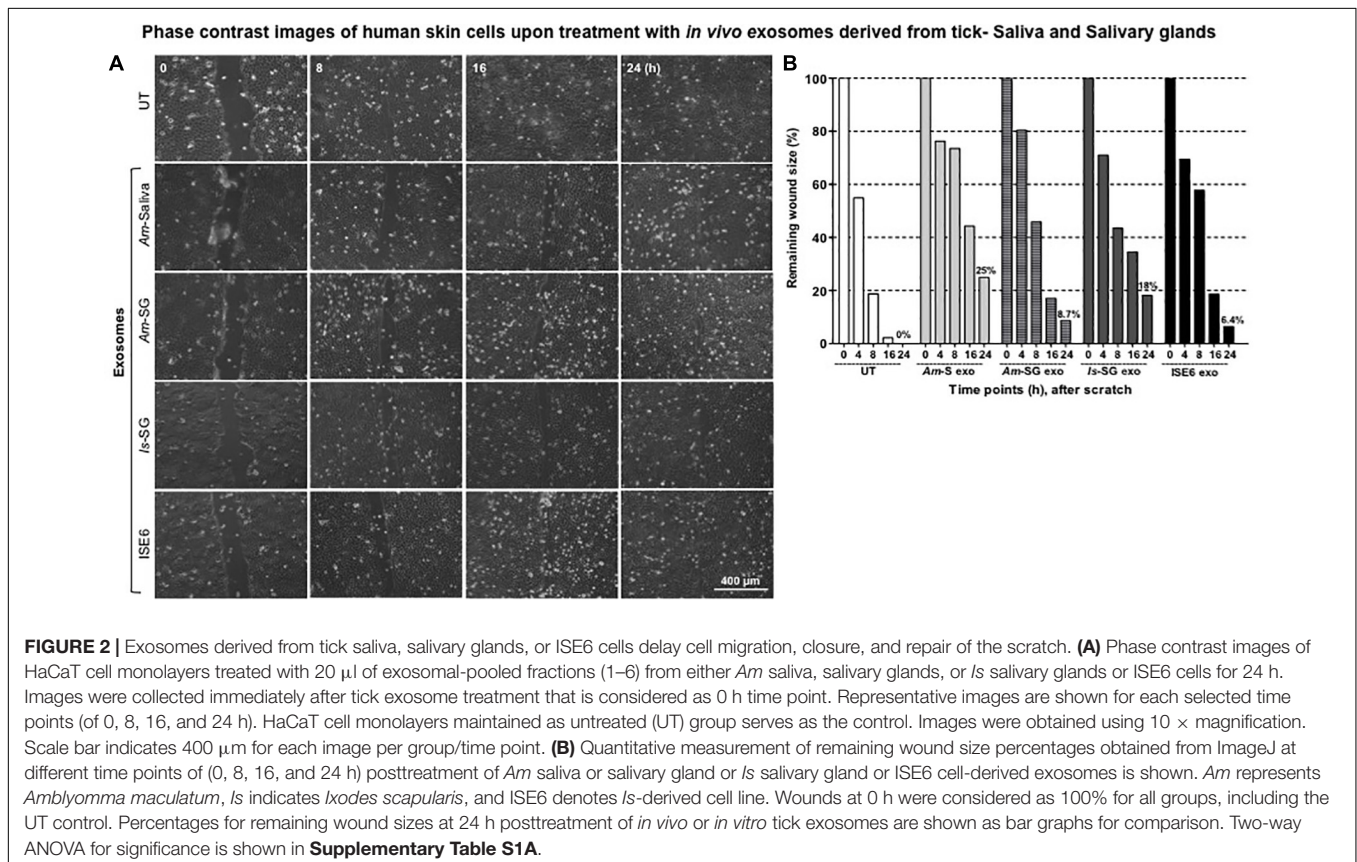 Phase contrast images of human skin cells upon treatment with in vivo exosomes derived from tick- Saliva and Salivary glands
A
0
8
16
24 (h)
UT
Am-Saliva
Am-SG
Is-SG
ISE6
Exosomes
400 µm
B
Remaining wound size (%)
100
80
60
40
20
0
0%
25%
8.7%
18%
6.4%
0 4 8 16 24 0 4 8 16 24 0 4 8 16 24 0 4 8 16 24 0 4 8 16 24
UT Am-S exo Am-SG exo Is-SG exo ISE6 exo
Time points (h), after scratch
FIGURE 2 | Exosomes derived from tick saliva, salivary glands, or ISE6 cells delay cell migration, closure, and repair of the scratch. (A) Phase contrast images of
HaCaT cell monolayers treated with 20 µl of exosomal-pooled fractions (1–6) from either Am saliva, salivary glands, or Is salivary glands or ISE6 cells for 24 h.
Images were collected immediately after tick exosome treatment that is considered as 0 h time point. Representative images are shown for each selected time
points (of 0, 8, 16, and 24 h). HaCaT cell monolayers maintained as untreated (UT) group serves as the control. Images were obtained using 10 × magnification.
Scale bar indicates 400 µm for each image per group/time point. (B) Quantitative measurement of remaining wound size percentages obtained from ImageJ at
different time points of (0, 8, 16, and 24 h) posttreatment of Am saliva or salivary gland or Is salivary gland or ISE6 cell-derived exosomes is shown. Am represents
Amblyomma maculatum, Is indicates Ixodes scapularis, and ISE6 denotes Is-derived cell line. Wounds at 0 h were considered as 100% for all groups, including the
UT control. Percentages for remaining wound sizes at 24 h posttreatment of in vivo or in vitro tick exosomes are shown as bar graphs for comparison. Two-way
ANOVA for significance is shown in Supplementary Table S1A.